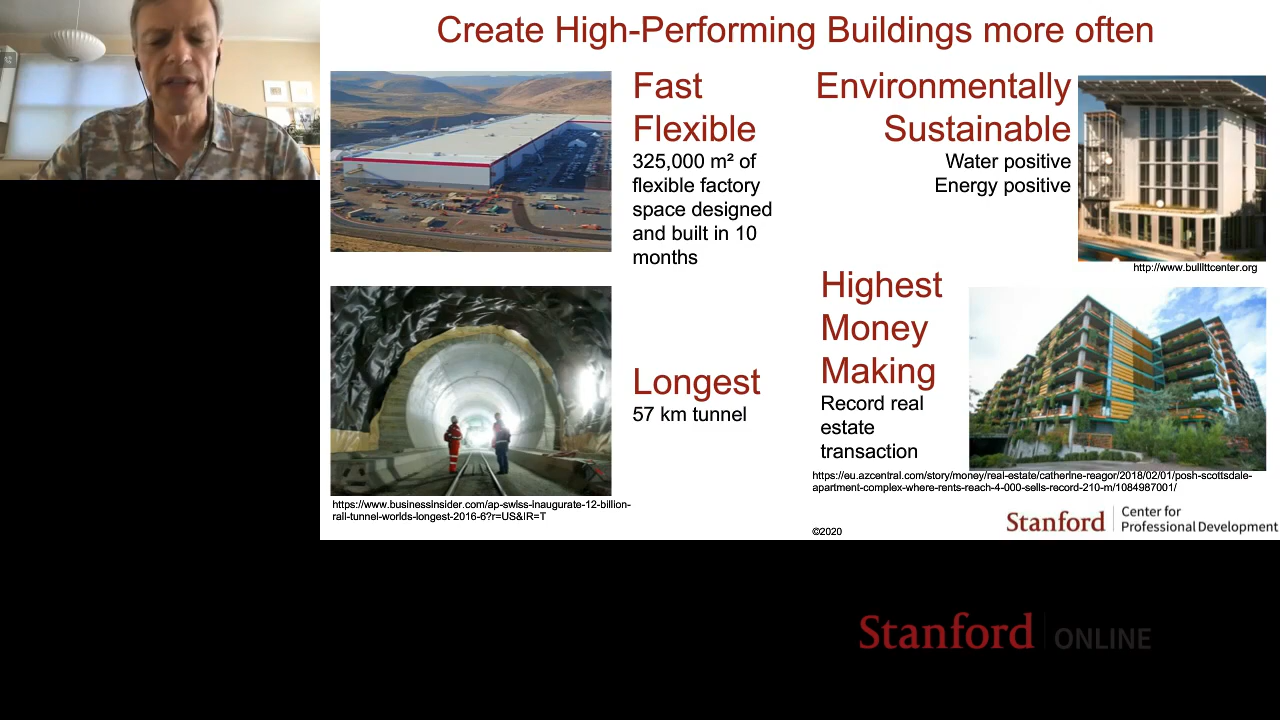 Create High-Performing Buildings more often
Fast
Flexible
325,000 m² of
flexible factory
space designed
and built in 10
months
Environmentally
Sustainable
Water positive
Energy positive
http://www.bullittcenter.org
Longest
57 km tunnel
https://www.businessinsider.com/ap-swiss-inaugurate-12-billion-
rail-tunnel-worlds-longest-2016-6?r=US&IR=T
Highest
Money
Making
Record real
estate
transaction
https://eu.azcentral.com/story/money/real-estate/catherine-reagor/2018/02/01/posh-scottsdale-
apartment-complex-where-rents-reach-4-000-sells-record-210-m/1084987001/
©2020
Stanford
Center for
Professional Development
Stanford ONLINE